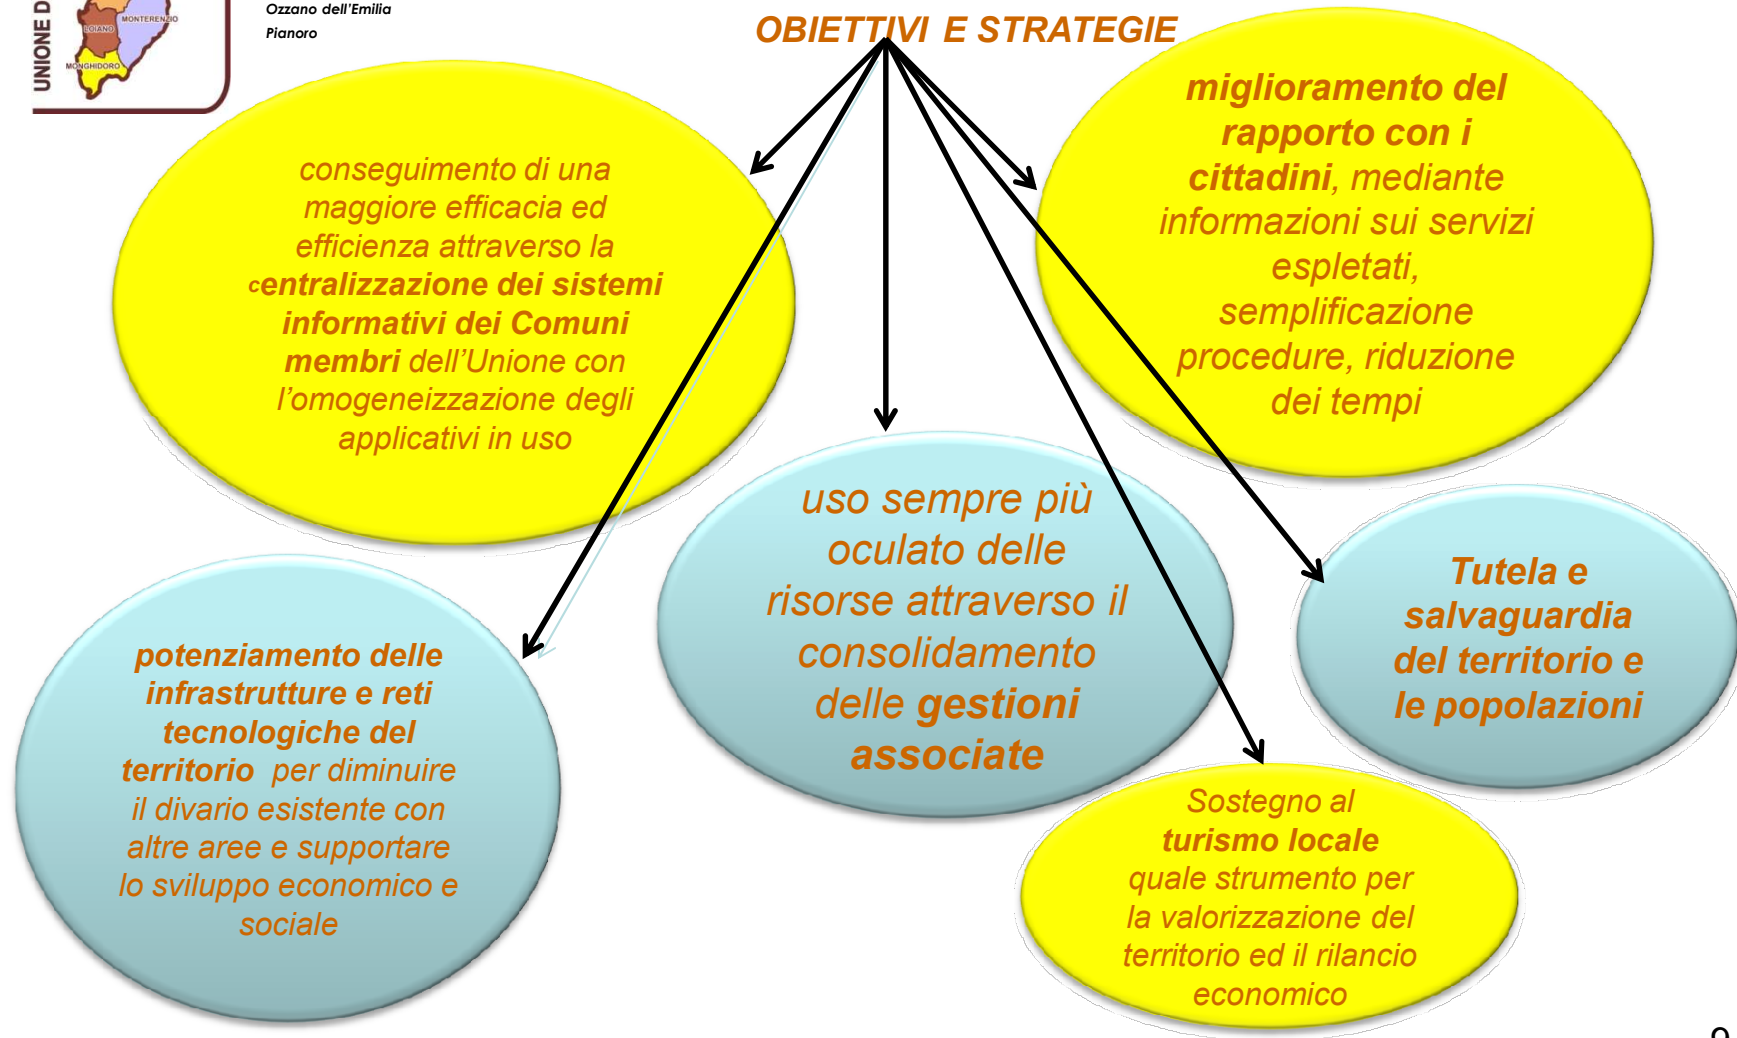 UNIONE D
LOIANO
MONTERENZIO
MONGHIDORO
Ozzano dell'Emilia
Pianoro
OBIETTIVI E STRATEGIE
conseguimento di una
maggiore efficacia ed
efficienza attraverso la
centralizzazione dei sistemi
informativi dei Comuni
membri dell'Unione con
l'omogeneizzazione degli
applicativi in uso
miglioramento del
rapporto con i
cittadini, mediante
informazioni sui servizi
espletati,
semplificazione
procedure, riduzione
dei tempi
potenziamento delle
infrastrutture e reti
tecnologiche del
territorio per diminuire
il divario esistente con
altre aree e supportare
lo sviluppo economico e
sociale
uso sempre più
oculato delle
risorse attraverso il
consolidamento
delle gestioni
associate
Tutela e
salvaguardia
del territorio e
le popolazioni
Sostegno al
turismo locale
quale strumento per
la valorizzazione del
territorio ed il rilancio
economico